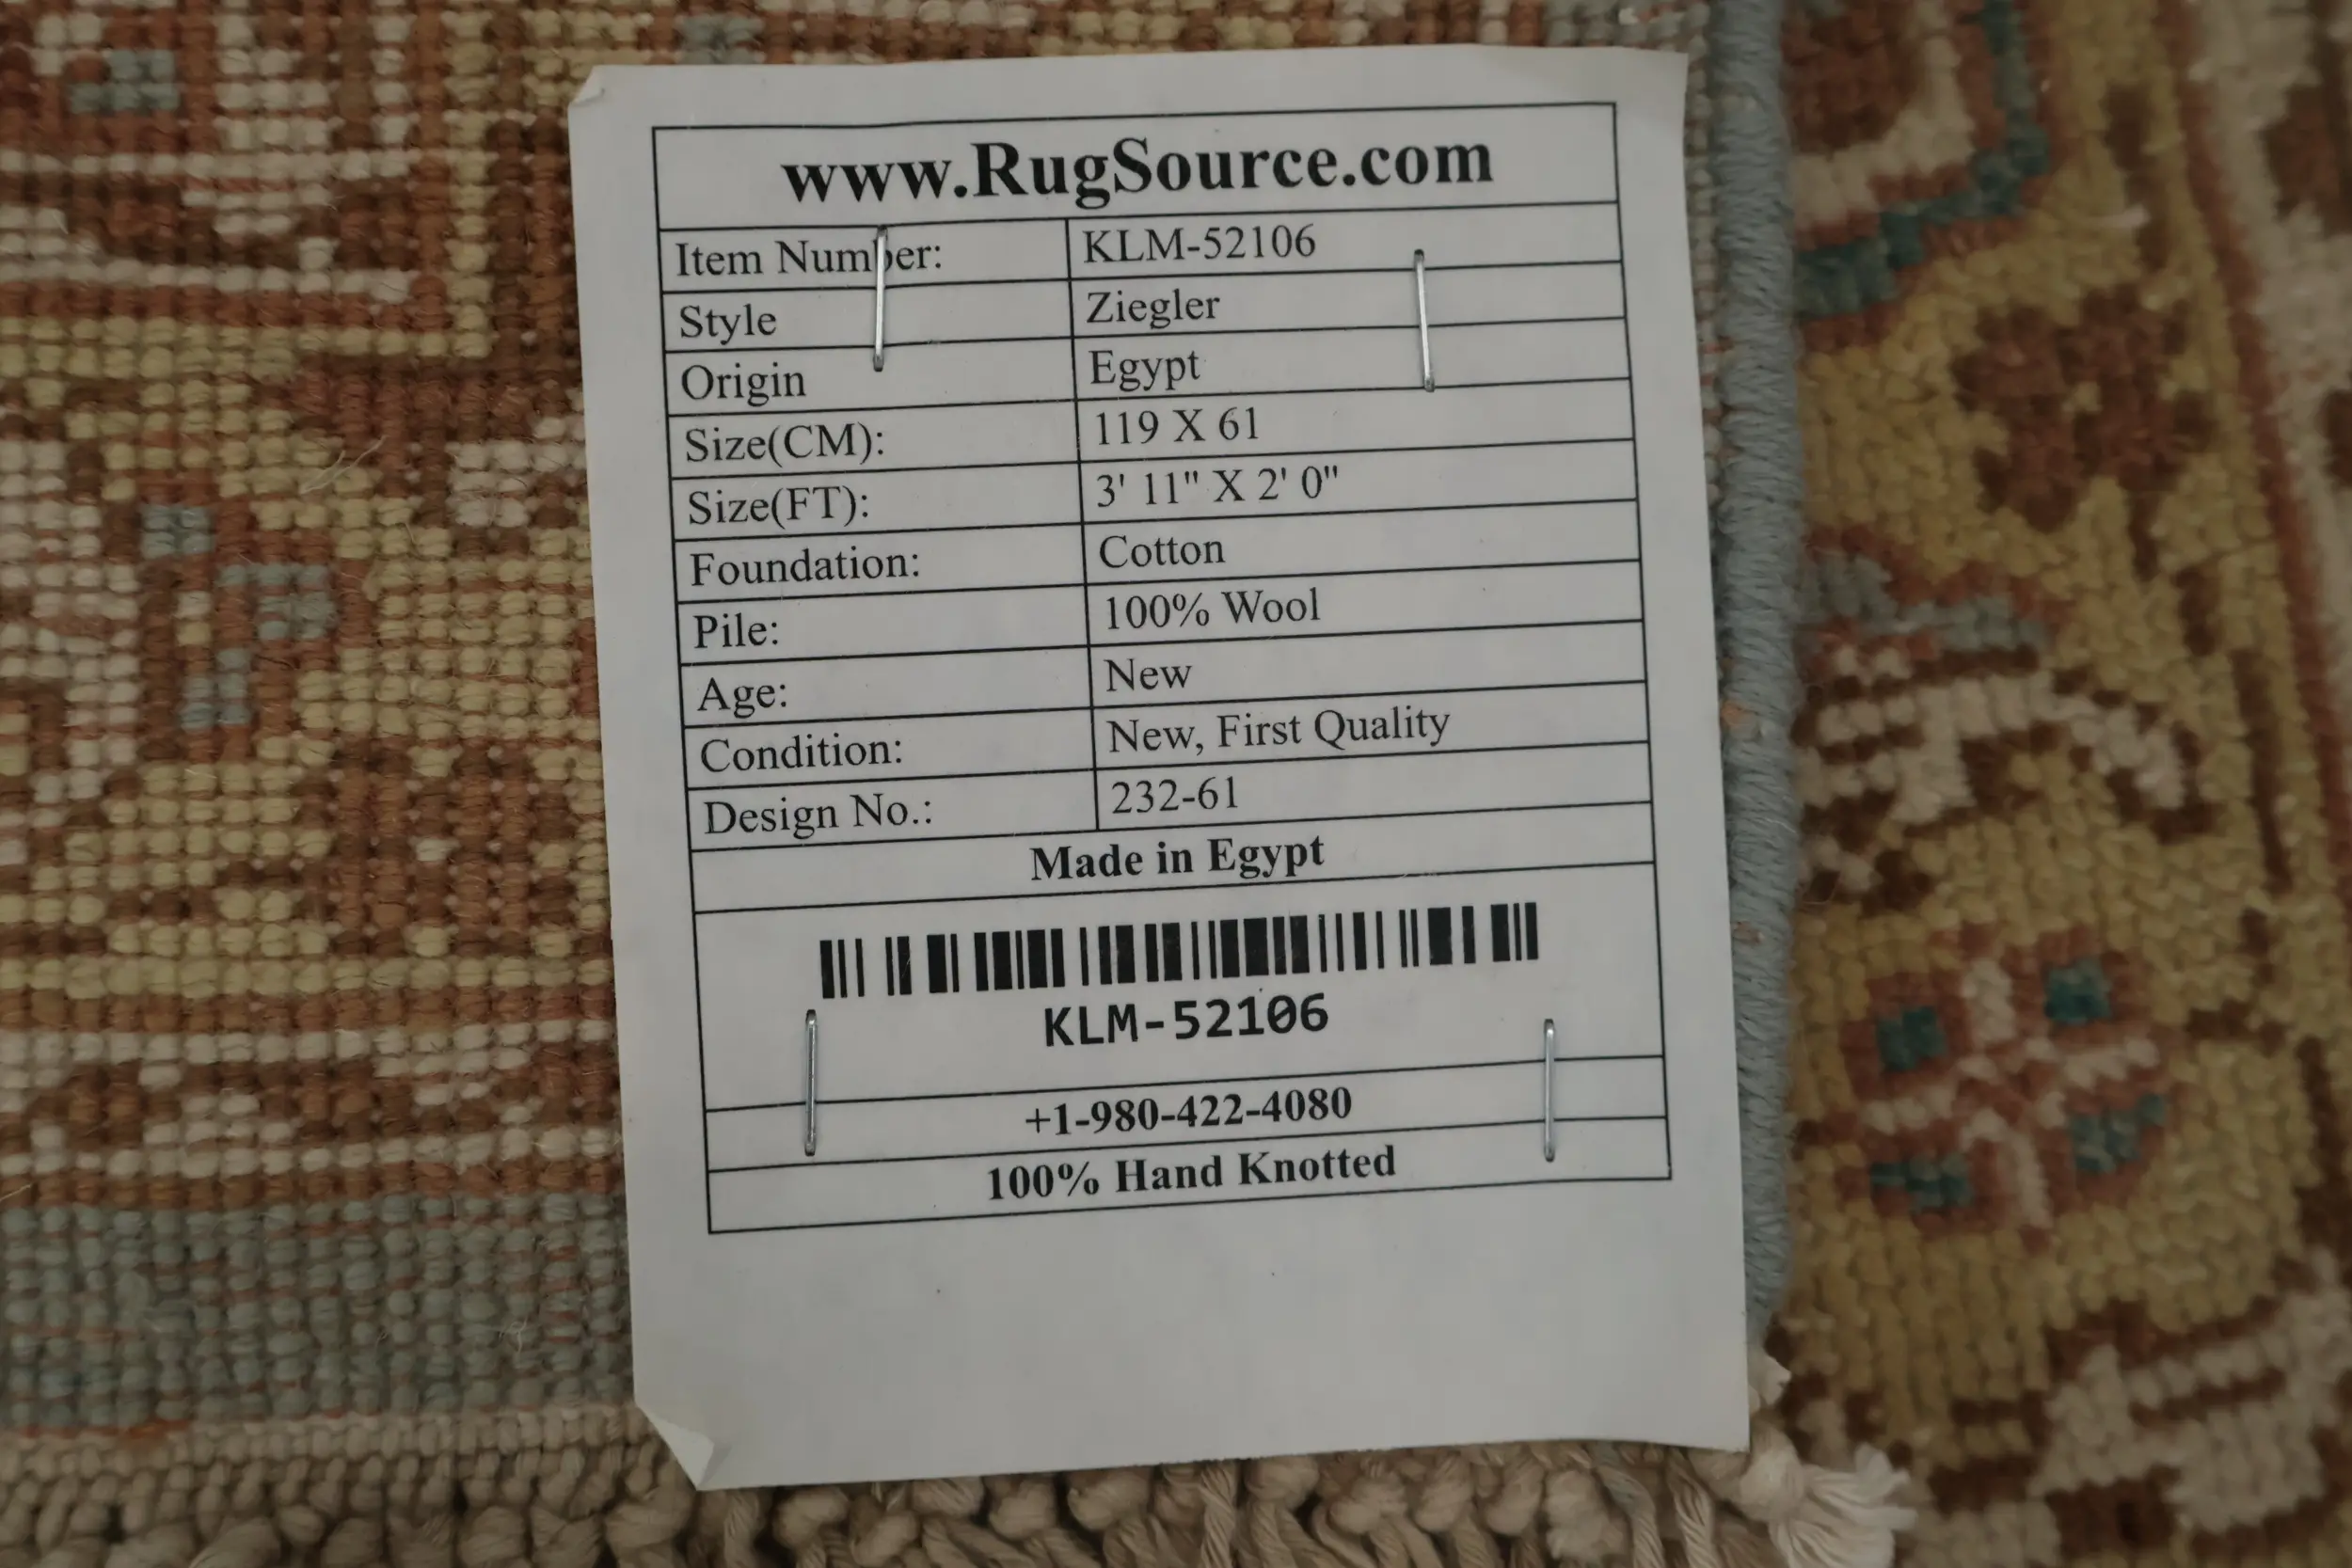 www.RugSource.com
Item Number: KLM-52106
Style Ziegler
Origin Egypt
Size(CM): 119 X 61
Size(FT): 3' 11" X 2' 0"
Foundation: Cotton
Pile: 100% Wool
Age: New
Condition: New, First Quality
Design No.: 232-61
Made in Egypt
KLM-52106
+1-980-422-4080
100% Hand Knotted